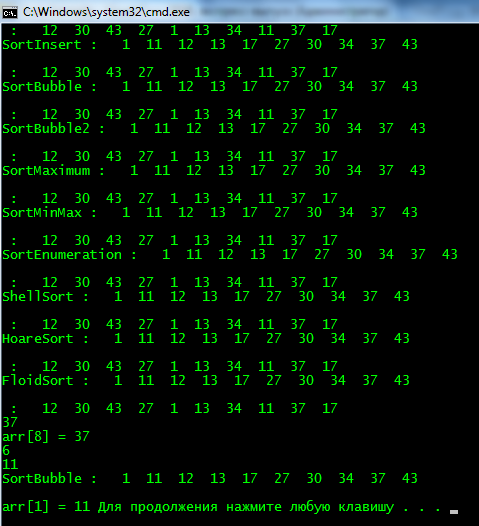 C:\Windows\system32\cmd.exe
: 12 30 43 27 1 13 34 11 37 17
SortInsert : 1 11 12 13 17 27 30 34 37 43
: 12 30 43 27 1 13 34 11 37 17
SortBubble : 1 11 12 13 17 27 30 34 37 43
: 12 30 43 27 1 13 34 11 37 17
SortBubble2 : 1 11 12 13 17 27 30 34 37 43
: 12 30 43 27 1 13 34 11 37 17
SortMaximum : 1 11 12 13 17 27 30 34 37 43
: 12 30 43 27 1 13 34 11 37 17
SortMinMax : 1 11 12 13 17 27 30 34 37 43
: 12 30 43 27 1 13 34 11 37 17
SortEnumeration : 1 11 12 13 17 27 30 34 37 43
: 12 30 43 27 1 13 34 11 37 17
ShellSort : 1 11 12 13 17 27 30 34 37 43
: 12 30 43 27 1 13 34 11 37 17
HoareSort : 1 11 12 13 17 27 30 34 37 43
: 12 30 43 27 1 13 34 11 37 17
FloidSort : 1 11 12 13 17 27 30 34 37 43
: 12 30 43 27 1 13 34 11 37 17
37
arr[8] = 37
6
11
SortBubble : 1 11 12 13 17 27 30 34 37 43
arr[1] = 11 Для продолжения нажмите любую клавишу . . .